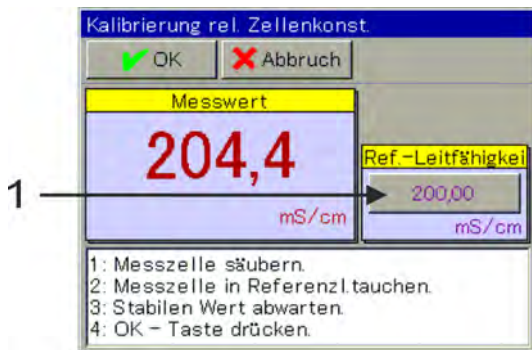 Kalibrierung rel. Zellenkonst.
OK
Abbruch
Messwert
204,4
mS/cm
Ref.-Leitfähigkei
200,00
mS/cm
1
1: Messzelle säubern.
2: Messzelle in Referenzl.tauchen.
3: Stabilen Wert abwarten.
4: OK - Taste drücken.